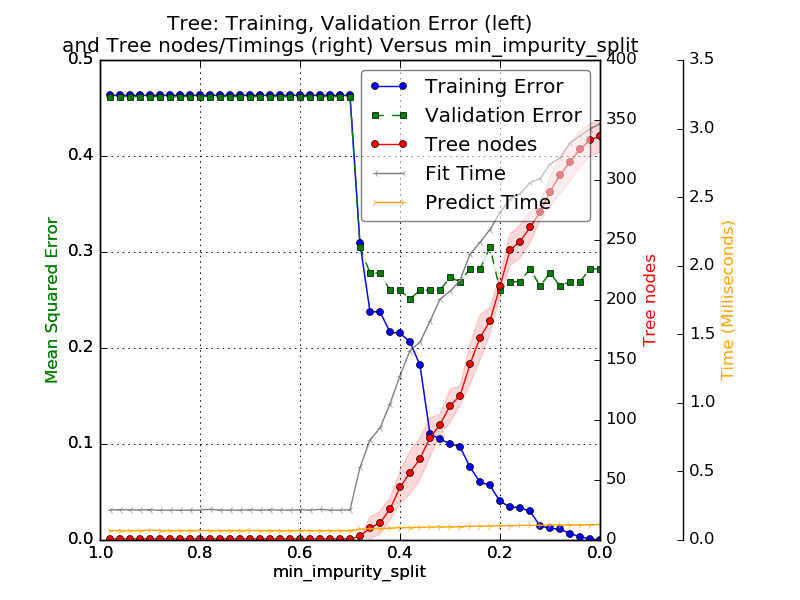 Tree: Training, Validation Error (left)
and Tree nodes/Timings (right) Versus min_impurity_split
Training Error
Validation Error
Tree nodes
Fit Time
Predict Time
Mean Squared Error
0.5
0.4
0.3
0.2
0.1
0.0
1.0
0.8
0.6
0.4
0.2
0.0
min_impurity_split
400
350
300
250
200
150
100
50
0
Tree nodes
3.5
3.0
2.5
2.0
1.5
1.0
0.5
0.0
Time (Milliseconds)